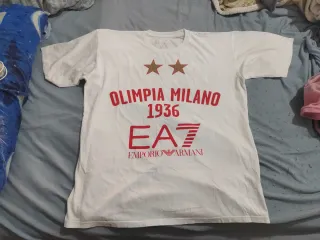 OLIMPIA MILANO
1936
EA7
EMPORIO ARMANI